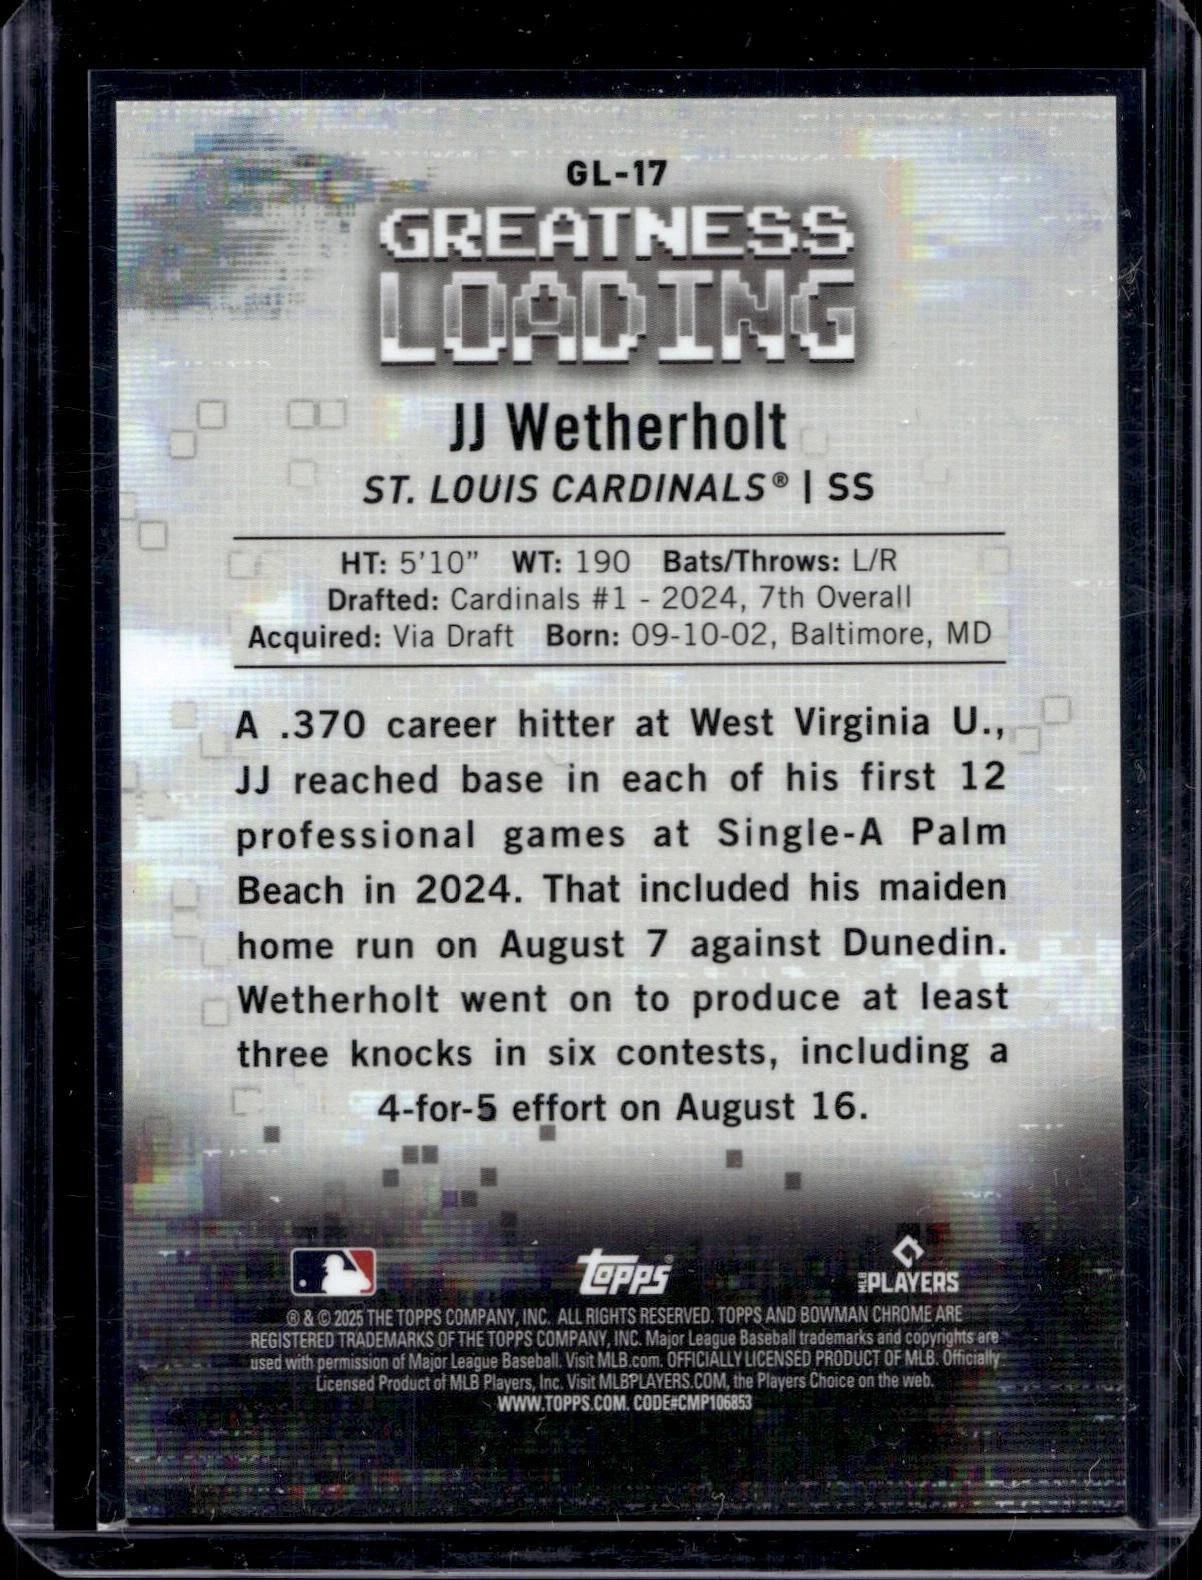 GL-17
GREATNESS
LOADING
JJ Wetherholt
ST. LOUIS CARDINALS® | SS
HT: 5'10" WT: 190 Bats/Throws: L/R
Drafted: Cardinals #1 - 2024, 7th Overall
Acquired: Via Draft Born: 09-10-02, Baltimore, MD
A .370 career hitter at West Virginia U.,
JJ reached base in each of his first 12
professional games at Single-A Palm
Beach in 2024. That included his maiden
home run on August 7 against Dunedin.
Wetherholt went on to produce at least
three knocks in six contests, including a
4-for-5 effort on August 16.
topps®
MLB PLAYERS
® & © 2025 THE TOPPS COMPANY, INC. ALL RIGHTS RESERVED. TOPPS AND BOWMAN CHROME ARE
REGISTERED TRADEMARKS OF THE TOPPS COMPANY, INC. Major League Baseball trademarks and copyrights are
used with permission of Major League Baseball. Visit MLB.com. OFFICIALLY LICENSED PRODUCT OF MLB. Officially
Licensed Product of MLB Players, Inc. Visit MLBPLAYERS.COM, the Players Choice on the web.
WWW.TOPPS.COM. CODE#CMP106853